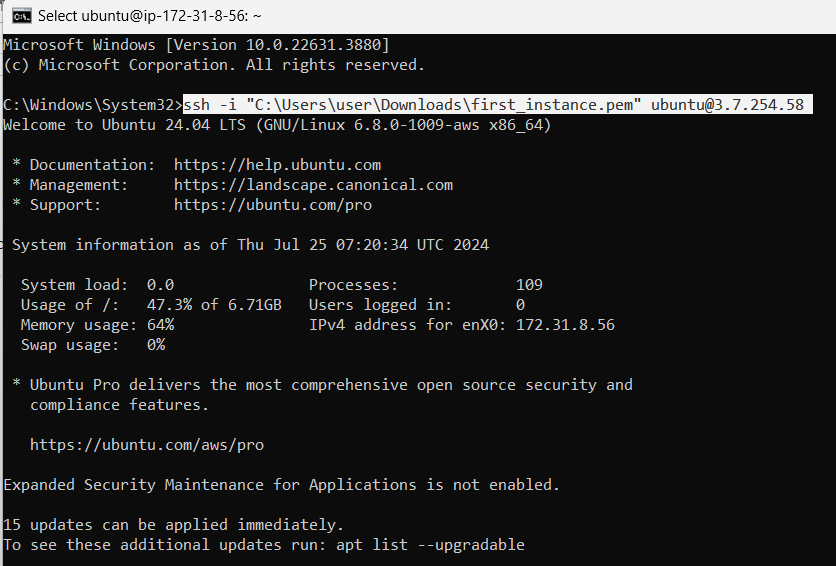 Select ubuntu@ip-172-31-8-56: ~
Microsoft Windows [Version 10.0.22631.3880]
(c) Microsoft Corporation. All rights reserved.
C:\Windows\System32>ssh -i "C:\Users\user\Downloads\first_instance.pem" ubuntu@3.7.254.58
Welcome to Ubuntu 24.04 LTS (GNU/Linux 6.8.0-1009-aws x86_64)
* Documentation:  https://help.ubuntu.com
* Management:     https://landscape.canonical.com
* Support:        https://ubuntu.com/pro
System information as of Thu Jul 25 07:20:34 UTC 2024
System load:  0.0                Processes:             109
Usage of /:   47.3% of 6.71GB   Users logged in:       0
Memory usage: 64%               IPv4 address for enX0: 172.31.8.56
Swap usage:   0%
* Ubuntu Pro delivers the most comprehensive open source security and
compliance features.
https://ubuntu.com/aws/pro
Expanded Security Maintenance for Applications is not enabled.
15 updates can be applied immediately.
To see these additional updates run: apt list --upgradable